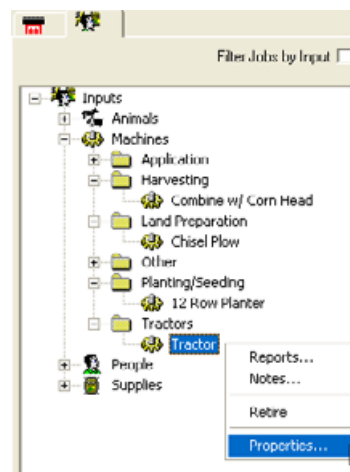 Filter Jobs by Input
Inputs
Animals
Machines
Application
Harvesting
Combine w/ Corn Head
Land Preparation
Chisel Plow
Other
Planting/Seeding
12 Row Planter
Tractors
Tractor
Reports...
Notes...
People
Supplies
Retire
Properties...